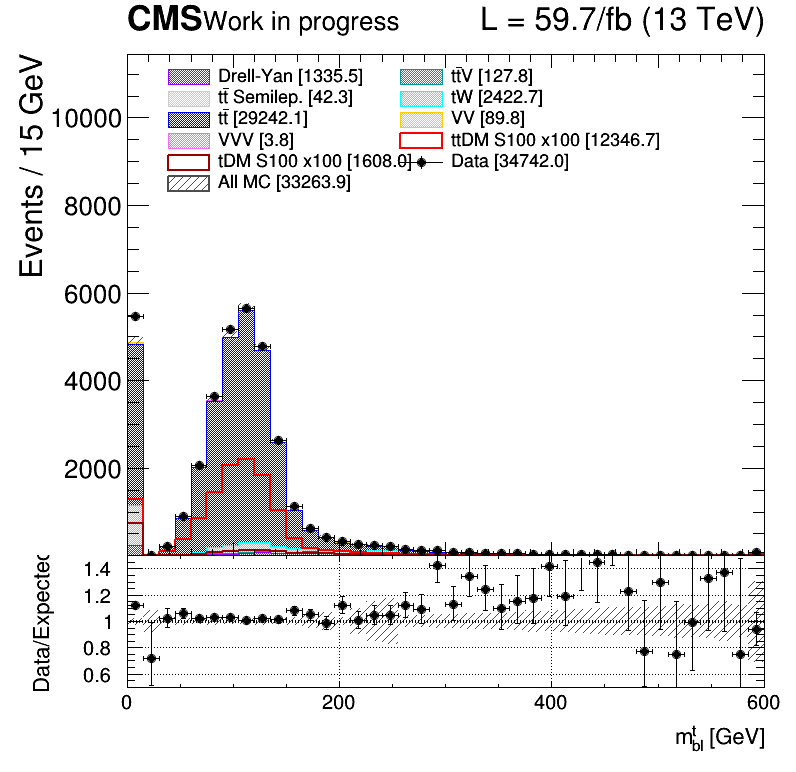 CMS Work in progress L = 59.7/fb (13 TeV)
Events / 15 GeV
10000
8000
6000
4000
2000
Drell-Yan [1335.5]
tt̄V [127.8]
tt̄ Semilep. [42.3]
tW [2422.7]
tt̄ [29242.1]
VV [89.8]
VVV [3.8]
ttDM S100 x100 [12346.7]
tDM S100 x100 [1608.0]
Data [34742.0]
All MC [33263.9]
Data/Expected
1.4
1.2
1
0.8
0.6
0 200 400 600
m_bl^t [GeV]